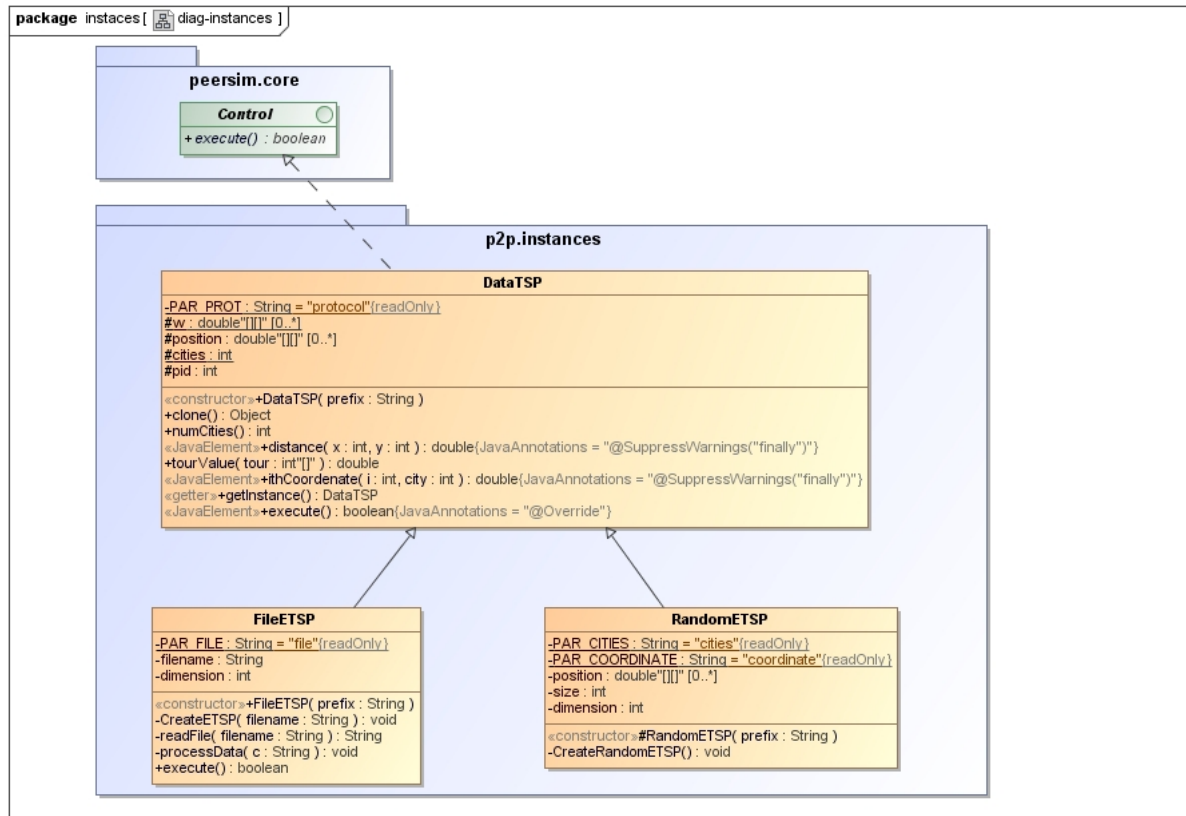 package instaces[ diag-instances ]
peersim.core
Control
+execute() : boolean
p2p.instances
DataTSP
-PAR_PROT : String = "protocol"{readOnly}
#w : double"[][]" [0..*]
#position : double"[][]" [0..*]
#cities : int
#pid : int
«constructor»+DataTSP( prefix : String )
+clone() : Object
+numCities() : int
«JavaElement»+distance( x : int, y : int ) : double{JavaAnnotations = "@SuppressWarnings("finally")"}
+tourValue( tour : int"[]" ) : double
«JavaElement»+ithCoordenate( i : int, city : int ) : double{JavaAnnotations = "@SuppressWarnings("finally")"}
«getter»+getInstance() : DataTSP
«JavaElement»+execute() : boolean{JavaAnnotations = "@Override"}
FileETSP
-PAR_FILE : String = "file"{readOnly}
-filename : String
-dimension : int
«constructor»+FileETSP( prefix : String )
-CreateETSP( filename : String ) : void
-readFile( filename : String ) : String
-processData( c : String ) : void
+execute() : boolean
RandomETSP
-PAR_CITIES : String = "cities"{readOnly}
-PAR_COORDINATE : String = "coordinate"{readOnly}
-position : double"[][]" [0..*]
-size : int
-dimension : int
«constructor»#RandomETSP( prefix : String )
-CreateRandomETSP() : void